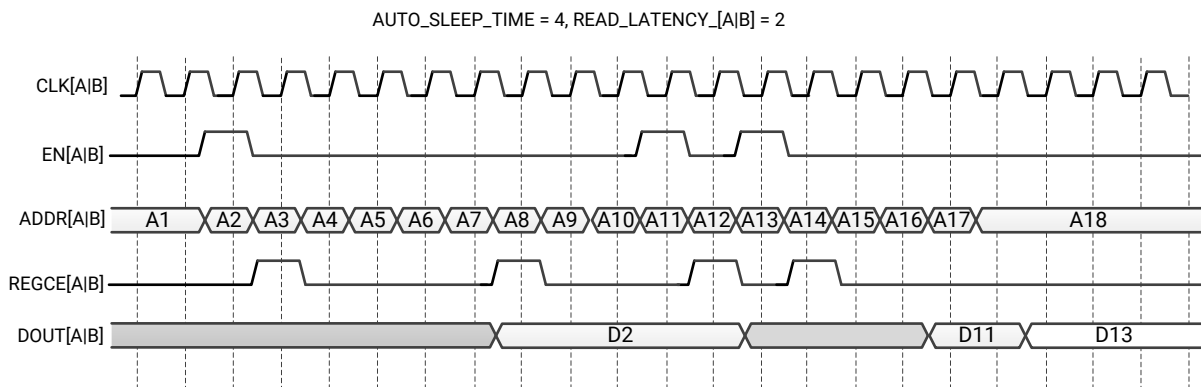 AUTO_SLEEP_TIME = 4, READ_LATENCY_[A|B] = 2
CLK[A|B]
EN[A|B]
ADDR[A|B] A1 A2 A3 A4 A5 A6 A7 A8 A9 A10 A11 A12 A13 A14 A15 A16 A17 A18
REGCE[A|B]
DOUT[A|B] D2 D11 D13